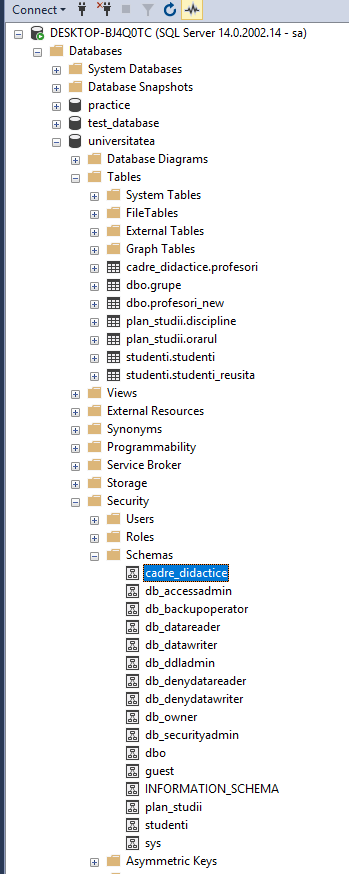 Connect
DESKTOP-BJ4Q0TC (SQL Server 14.0.2002.14 - sa)
Databases
System Databases
Database Snapshots
practice
test_database
universitatea
Database Diagrams
Tables
System Tables
FileTables
External Tables
Graph Tables
cadre_didactice.profesori
dbo.grupe
dbo.profesori_new
plan_studii.discipline
plan_studii.orarul
studenti.studenti
studenti.studenti_reusita
Views
External Resources
Synonyms
Programmability
Service Broker
Storage
Security
Users
Roles
Schemas
cadre_didactice
db_accessadmin
db_backupoperator
db_datareader
db_datawriter
db_ddladmin
db_denydatareader
db_denydatawriter
db_owner
db_securityadmin
dbo
guest
INFORMATION_SCHEMA
plan_studii
studenti
sys
Asymmetric Keys